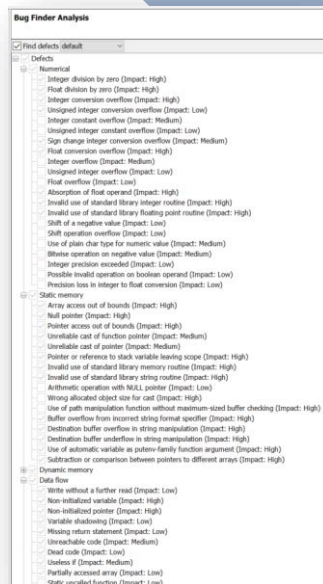 Bug Finder Analysis
Find defects default
Defects
Numerical
Integer division by zero (Impact: High)
Float division by zero (Impact: High)
Integer conversion overflow (Impact: High)
Unsigned integer conversion overflow (Impact: Low)
Integer constant overflow (Impact: Medium)
Unsigned integer constant overflow (Impact: Low)
Sign change integer conversion overflow (Impact: Medium)
Float conversion overflow (Impact: High)
Integer overflow (Impact: Medium)
Unsigned integer overflow (Impact: Low)
Float overflow (Impact: Low)
Absorption of float operand (Impact: High)
Invalid use of standard library integer routine (Impact: High)
Invalid use of standard library floating point routine (Impact: High)
Shift of a negative value (Impact: Low)
Shift operation overflow (Impact: Low)
Use of plain char type for numeric value (Impact: Medium)
Bitwise operation on negative value (Impact: Medium)
Integer precision exceeded (Impact: Low)
Possible invalid operation on boolean operand (Impact: Low)
Precision loss in integer to float conversion (Impact: Low)
Static memory
Array access out of bounds (Impact: High)
Null pointer (Impact: High)
Pointer access out of bounds (Impact: High)
Unreliable cast of function pointer (Impact: Medium)
Unreliable cast of pointer (Impact: Medium)
Pointer or reference to stack variable leaving scope (Impact: High)
Invalid use of standard library memory routine (Impact: High)
Invalid use of standard library string routine (Impact: High)
Arithmetic operation with NULL pointer (Impact: Low)
Wrong allocated object size for cast (Impact: High)
Use of path manipulation function without maximum-sized buffer checking (Impact: High)
Buffer overflow from incorrect string format specifier (Impact: High)
Destination buffer overflow in string manipulation (Impact: High)
Destination buffer underflow in string manipulation (Impact: High)
Use of automatic variable as putenv-family function argument (Impact: High)
Subtraction or comparison between pointers to different arrays (Impact: High)
Dynamic memory
Data flow
Write without a further read (Impact: Low)
Non-initialized variable (Impact: High)
Non-initialized pointer (Impact: High)
Variable shadowing (Impact: Low)
Missing return statement (Impact: Low)
Unreachable code (Impact: Medium)
Dead code (Impact: Low)
Useless if (Impact: Medium)
Partially accessed array (Impact: Low)
Static uncalled function (Impact: Low)